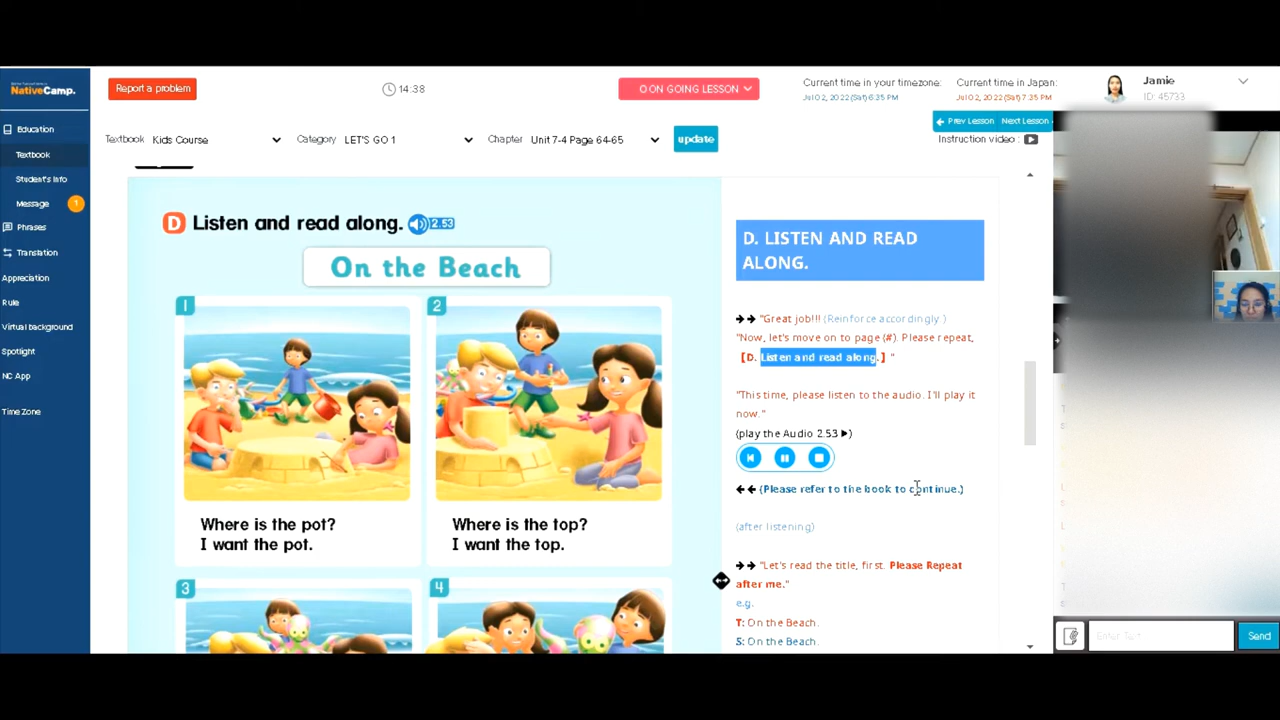 NativeCamp.
Report a problem
14:38
ON GOING LESSON
Current time in your timezone:
Jul 02, 2022 (Sat) 6:35 PM
Current time in Japan:
Jul 02, 2022 (Sat) 7:35 PM
Jamie
ID: 45733
Education
Textbook
Student's Info
Message 1
Phrases
Translation
Appreciation
Rule
Virtual background
Spotlight
NC App
Time Zone
Textbook Kids Course Category LET'S GO 1 Chapter Unit 7-4 Page 64-65 update
Prev Lesson Next Lesson
Instruction video :
D Listen and read along. 2.53
On the Beach
1
Where is the pot?
I want the pot.
2
Where is the top?
I want the top.
3
4
D. LISTEN AND READ
ALONG.
"Great job!!! (Reinforce accordingly )
"Now, let's move on to page (#). Please repeat,
【D. Listen and read along.】 "
"This time, please listen to the audio. I'll play it
now."
(play the Audio 2.53 ▶)
(Please refer to the book to continue.)
(after listening)
"Let's read the title, first. Please Repeat
after me."
e.g.
T: On the Beach.
S: On the Beach.
Enter Text
Send